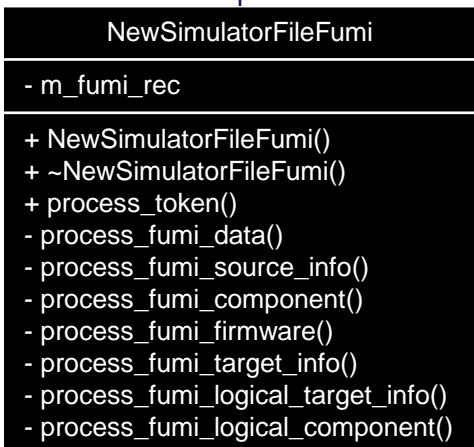 NewSimulatorFileFumi
- m_fumi_rec
+ NewSimulatorFileFumi()
+ ~NewSimulatorFileFumi()
+ process_token()
- process_fumi_data()
- process_fumi_source_info()
- process_fumi_component()
- process_fumi_firmware()
- process_fumi_target_info()
- process_fumi_logical_target_info()
- process_fumi_logical_component()